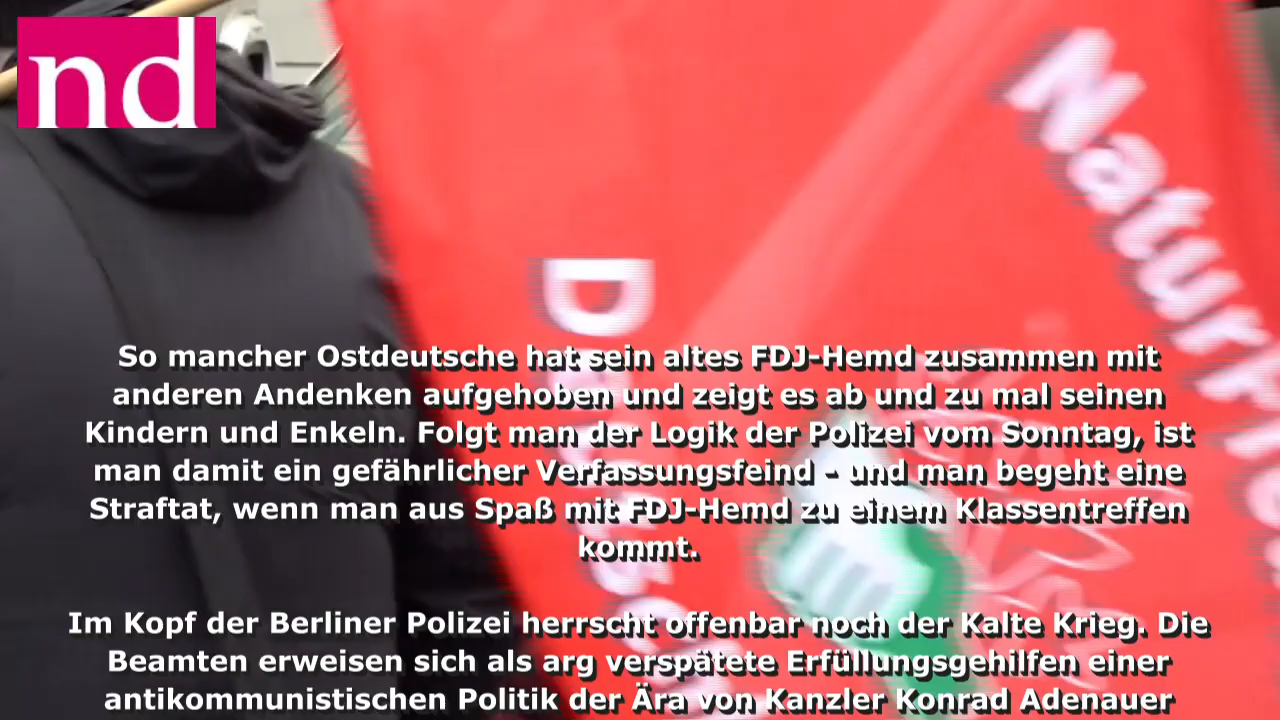 nd
So mancher Ostdeutsche hat sein altes FDJ-Hemd zusammen mit
anderen Andenken aufgehoben und zeigt es ab und zu mal seinen
Kindern und Enkeln. Folgt man der Logik der Polizei vom Sonntag, ist
man damit ein gefährlicher Verfassungsfeind - und man begeht eine
Straftat, wenn man aus Spaß mit FDJ-Hemd zu einem Klassentreffen
kommt.
Im Kopf der Berliner Polizei herrscht offenbar noch der Kalte Krieg. Die
Beamten erweisen sich als arg verspätete Erfüllungsgehilfen einer
antikommunistischen Politik der Ära von Kanzler Konrad Adenauer